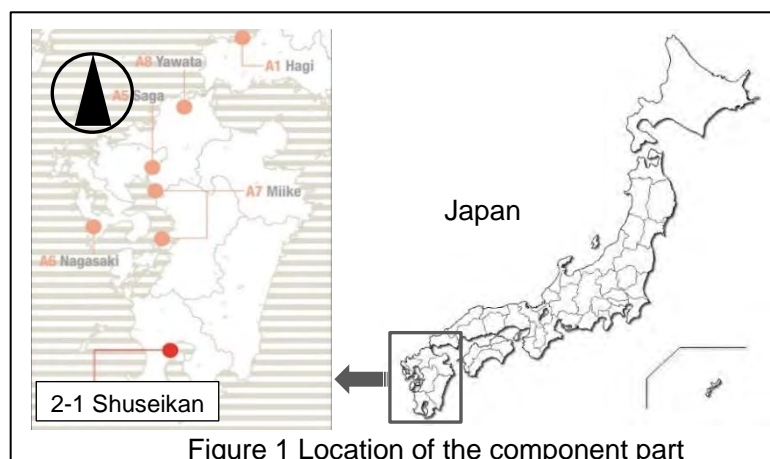 A8 Yawata
A1 Hagi
A5 Saga
A7 Miike
A6 Nagasaki
2-1 Shuseikan
Japan
Figure 1 Location of the component part